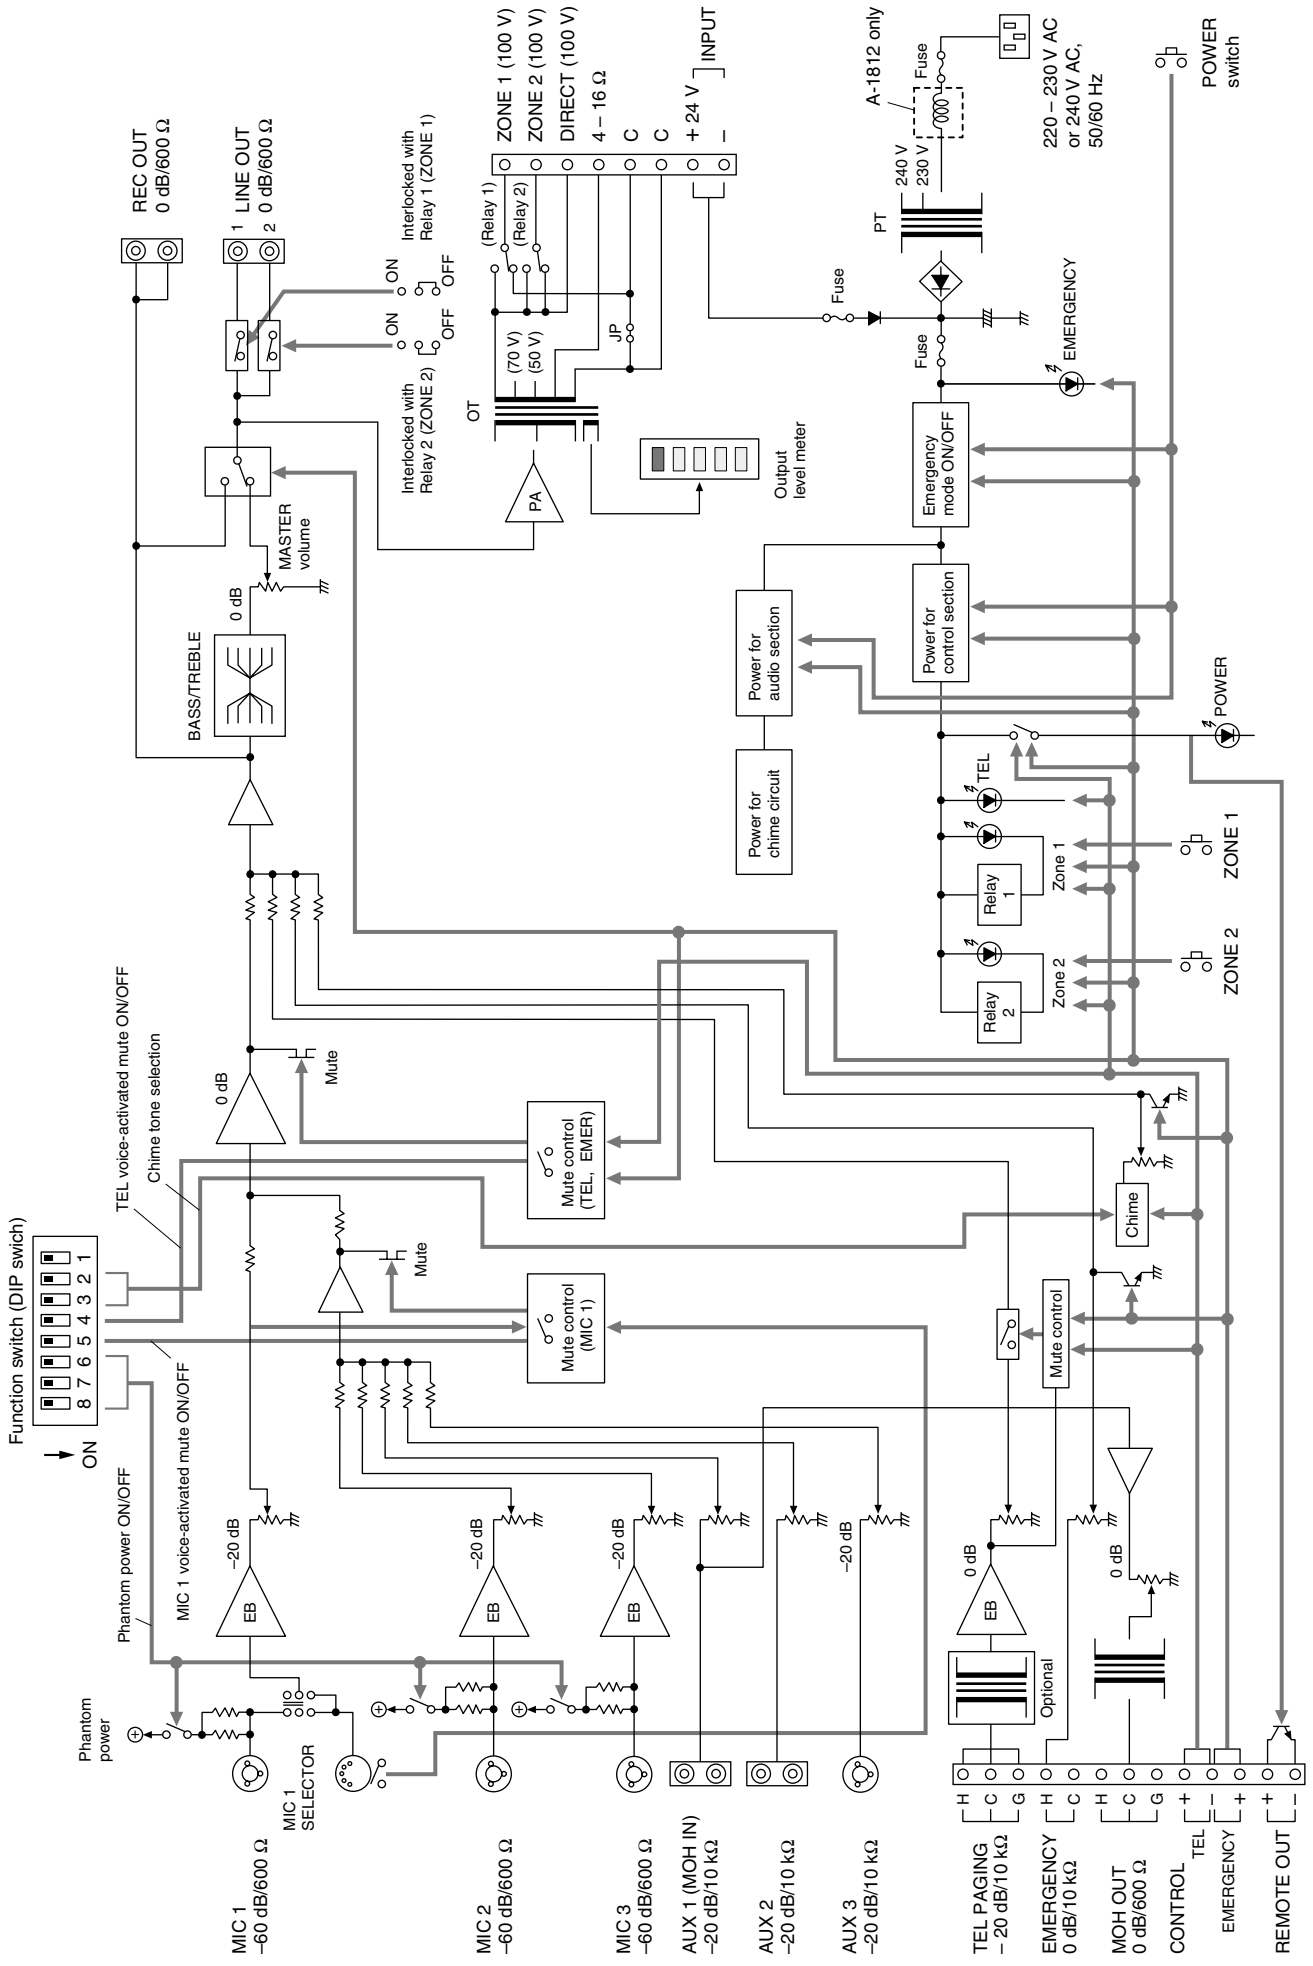 Function switch (DIP swich)
ON
8 7 6 5 4 3 2 1
Phantom power ON/OFF
MIC 1 voice-activated mute ON/OFF
TEL voice-activated mute ON/OFF
Chime tone selection
Phantom
power
MIC 1
–60 dB/600 Ω
MIC 1
SELECTOR
MIC 2
–60 dB/600 Ω
MIC 3
–60 dB/600 Ω
AUX 1 (MOH IN)
–20 dB/10 kΩ
AUX 2
–20 dB/10 kΩ
AUX 3
–20 dB/10 kΩ
TEL PAGING
– 20 dB/10 kΩ
EMERGENCY
0 dB/10 kΩ
MOH OUT
0 dB/600 Ω
CONTROL
TEL
EMERGENCY
REMOTE OUT
H
C
G
H
C
H
C
G
+
–
+
+
–
EB
–20 dB
EB
–20 dB
EB
–20 dB
–20 dB
EB
0 dB
Optional
0 dB
Mute control
(MIC 1)
Mute
Mute control
(TEL, EMER)
Mute
0 dB
Mute control
Chime
BASS/TREBLE
0 dB
MASTER
volume
REC OUT
0 dB/600 Ω
LINE OUT
0 dB/600 Ω
1
2
ON
OFF
Interlocked with
Relay 1 (ZONE 1)
ON
OFF
Interlocked with
Relay 2 (ZONE 2)
PA
OT
(70 V)
(50 V)
JP
(Relay 1)
(Relay 2)
ZONE 1 (100 V)
ZONE 2 (100 V)
DIRECT (100 V)
4 – 16 Ω
C
C
+ 24 V
–
INPUT
Output
level meter
Power for
chime circuit
Power for
audio section
Power for
control section
Emergency
mode ON/OFF
Fuse
Fuse
PT
240 V
230 V
A-1812 only
Fuse
220 – 230 V AC
or 240 V AC,
50/60 Hz
EMERGENCY
POWER
switch
Relay
2
Zone 2
ZONE 2
Relay
1
Zone 1
ZONE 1
TEL
POWER